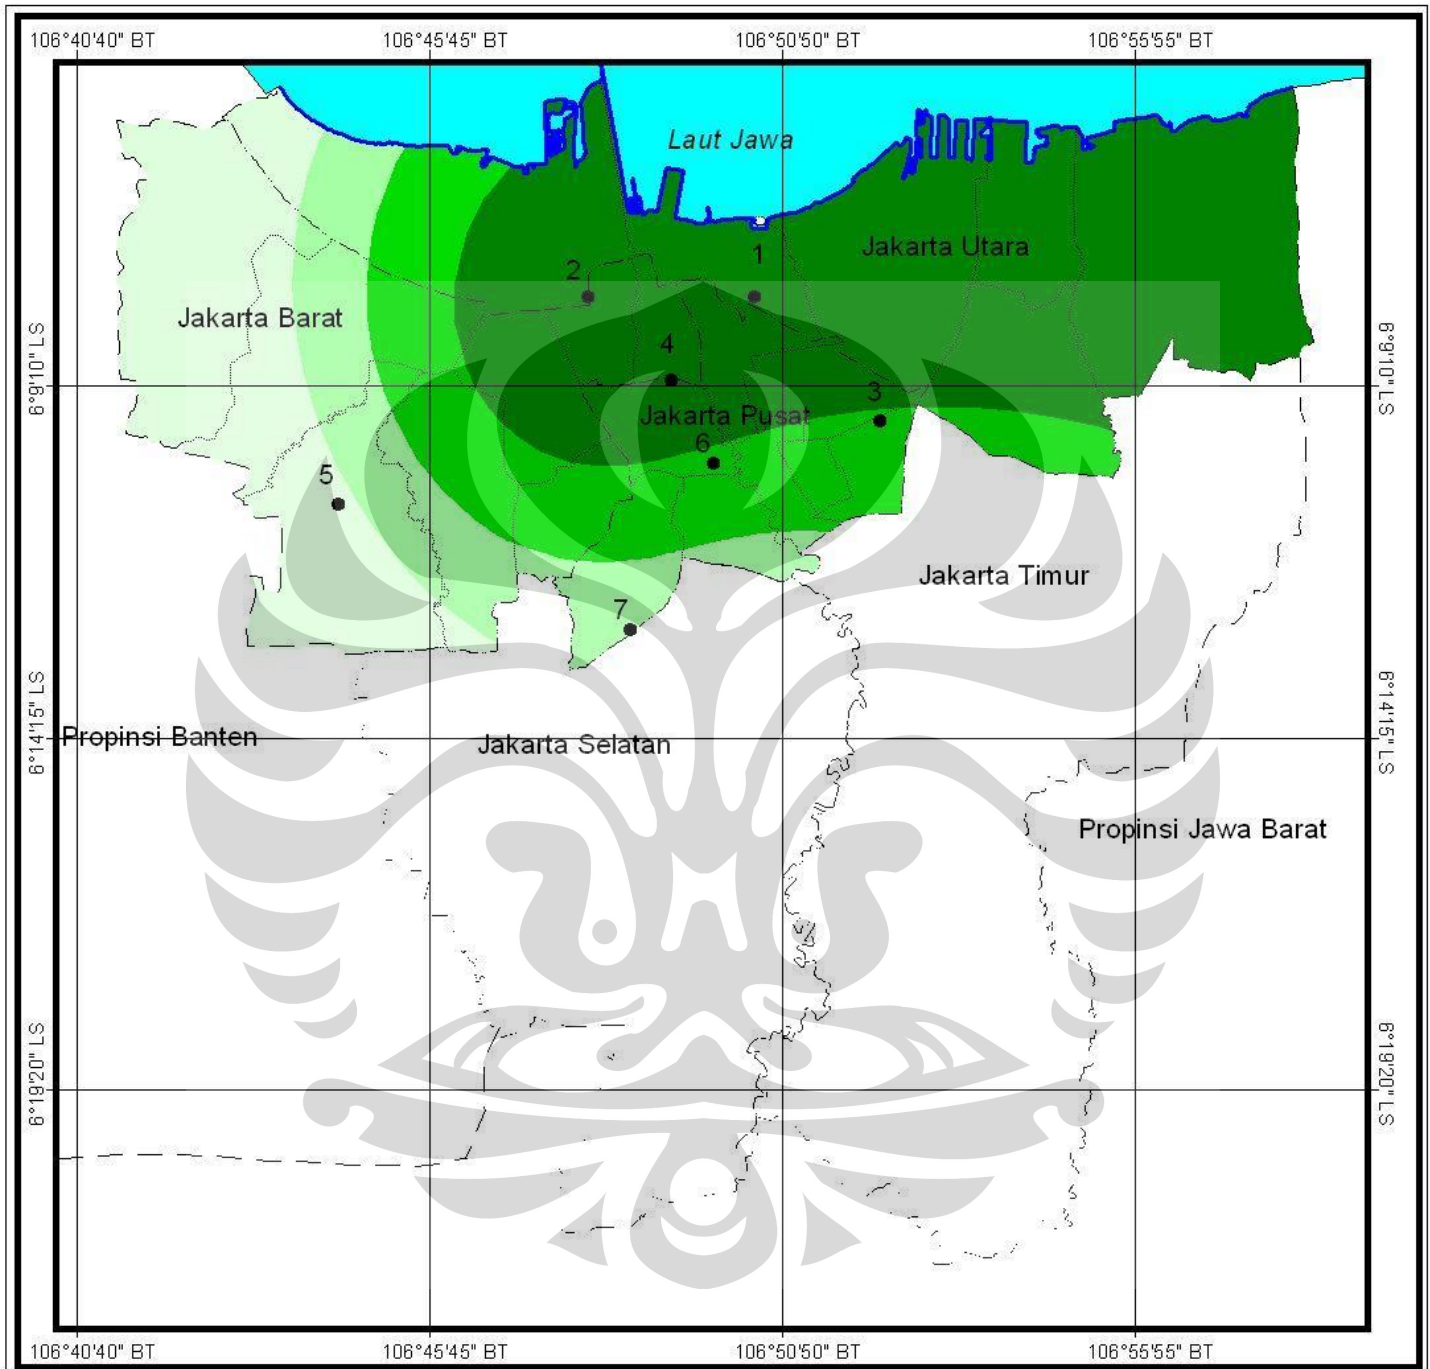 106°40'40" BT
106°45'45" BT
106°50'50" BT
106°55'55" BT
Laut Jawa
Jakarta Utara
1
2
Jakarta Barat
6°9'10" LS
6°9'10" LS
4
3
Jakarta Pusat
6
5
Jakarta Timur
7
6°14'15" LS
6°14'15" LS
Propinsi Banten
Jakarta Selatan
Propinsi Jawa Barat
6°19'20" LS
6°19'20" LS
106°40'40" BT
106°45'45" BT
106°50'50" BT
106°55'55" BT